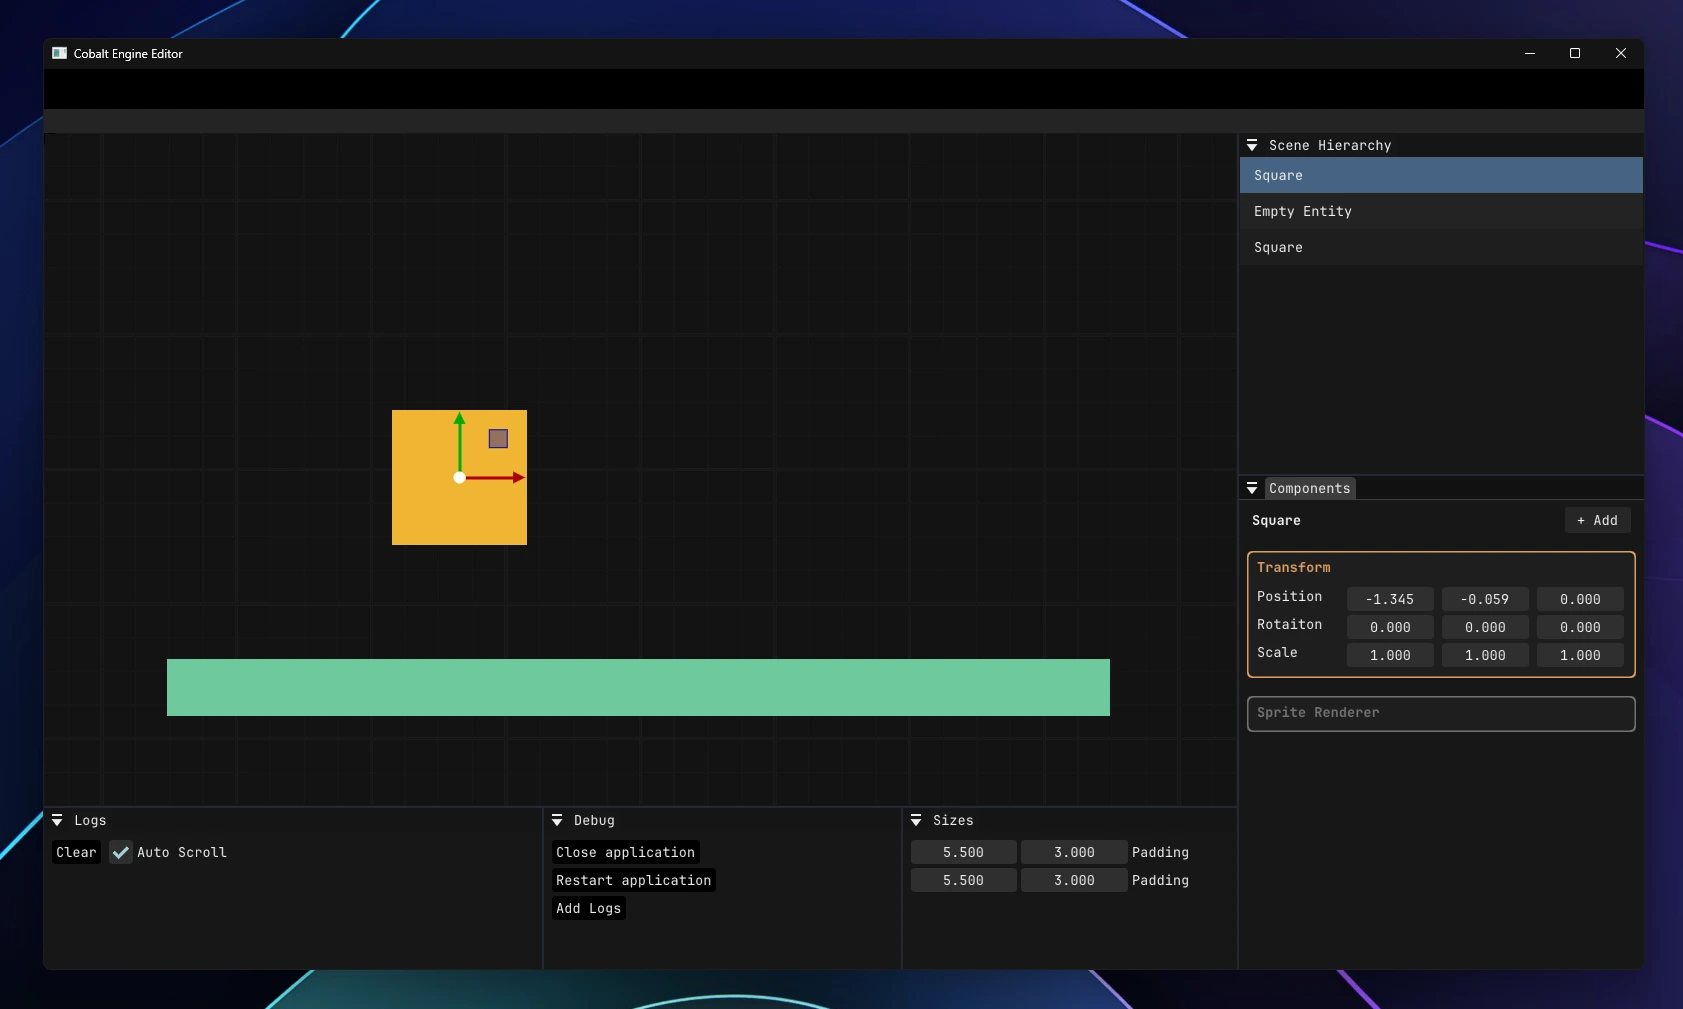 Cobalt Engine Editor
Scene Hierarchy
Square
Empty Entity
Square
Components
Square
+ Add
Transform
Position -1.345 -0.059 0.000
Rotaiton 0.000 0.000 0.000
Scale 1.000 1.000 1.000
Sprite Renderer
Logs
Clear Auto Scroll
Debug
Close application
Restart application
Add Logs
Sizes
5.500 3.000 Padding
5.500 3.000 Padding